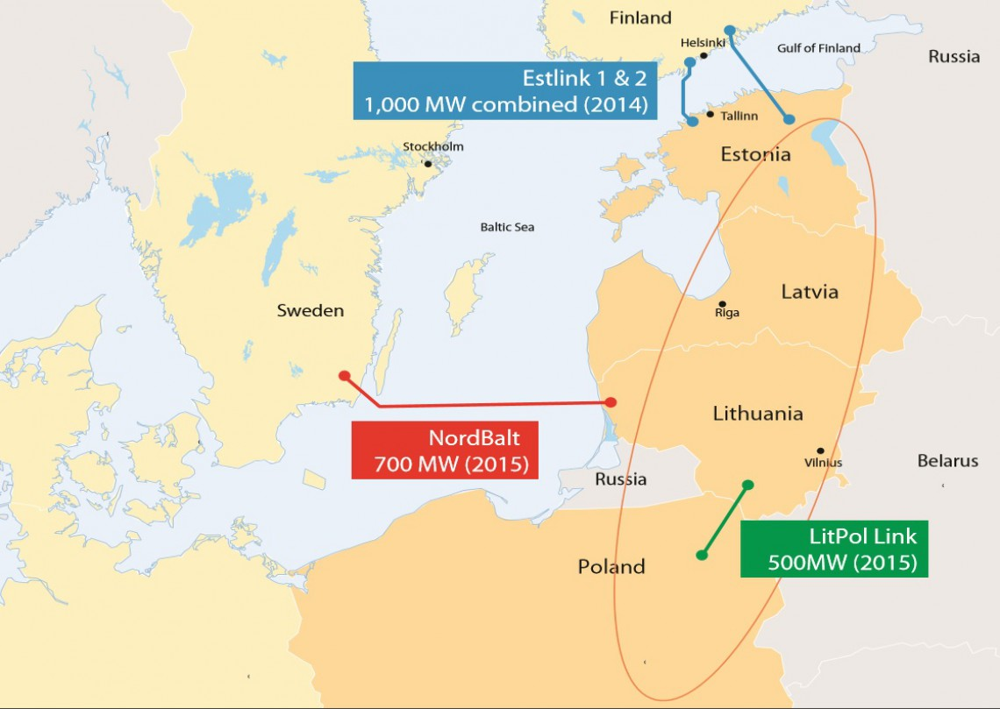 Finland
Helsinki
Gulf of Finland
Russia
Estlink 1 & 2
1,000 MW combined (2014)
Tallinn
Stockholm
Estonia
Baltic Sea
Latvia
Sweden
Riga
Lithuania
NordBalt
700 MW (2015)
Vilnius
Belarus
Russia
LitPol Link
500MW (2015)
Poland